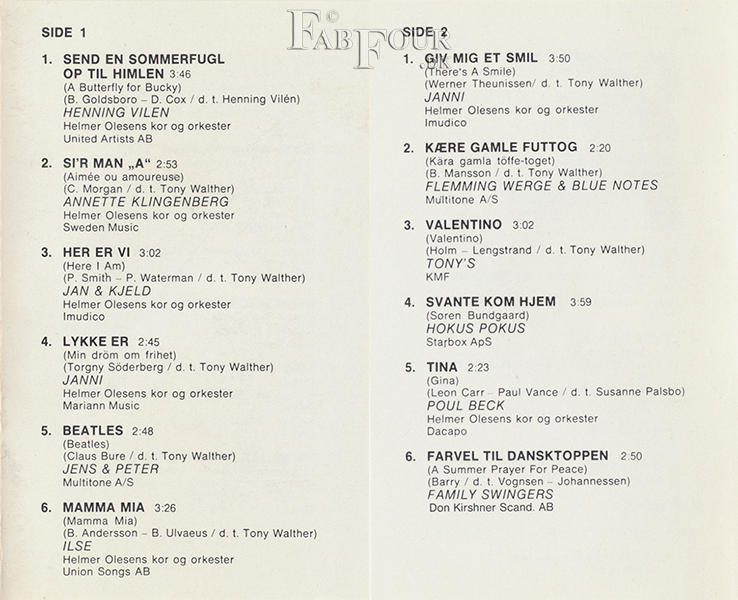 © FAB FOUR .DK
SIDE 1
1. SEND EN SOMMERFUGL
OP TIL HIMLEN 3:46
(A Butterfly for Bucky)
(B. Goldsboro – D. Cox / d. t. Henning Vilén)
HENNING VILEN
Helmer Olesens kor og orkester
United Artists AB
2. SI'R MAN „A“ 2:53
(Aimée ou amoureuse)
(C. Morgan / d. t. Tony Walther)
ANNETTE KLINGENBERG
Helmer Olesens kor og orkester
Sweden Music
3. HER ER VI 3:02
(Here I Am)
(P. Smith – P. Waterman / d. t. Tony Walther)
JAN & KJELD
Helmer Olesens kor og orkester
Imudico
4. LYKKE ER 2:45
(Min dröm om frihet)
(Torgny Söderberg / d. t. Tony Walther)
JANNI
Helmer Olesens kor og orkester
Mariann Music
5. BEATLES 2:48
(Beatles)
(Claus Bure / d. t. Tony Walther)
JENS & PETER
Multitone A/S
6. MAMMA MIA 3:26
(Mamma Mia)
(B. Andersson – B. Ulvaeus / d. t. Tony Walther)
ILSE
Helmer Olesens kor og orkester
Union Songs AB
SIDE 2
1. GIV MIG ET SMIL 3:50
(There's A Smile)
(Werner Theunissen/ d. t. Tony Walther)
JANNI
Helmer Olesens kor og orkester
Imudico
2. KÆRE GAMLE FUTTOG 2:20
(Kära gamla töffe-toget)
(B. Mansson / d. t. Tony Walther)
FLEMMING WERGE & BLUE NOTES
Multitone A/S
3. VALENTINO 3:02
(Valentino)
(Holm – Lengstrand / d. t. Tony Walther)
TONY'S
KMF
4. SVANTE KOM HJEM 3:59
(Søren Bundgaard)
HOKUS POKUS
Starbox ApS
5. TINA 2:23
(Gina)
(Leon Carr – Paul Vance / d. t. Susanne Palsbo)
POUL BECK
Helmer Olesens kor og orkester
Dacapo
6. FARVEL TIL DANSKTOPPEN 2:50
(A Summer Prayer For Peace)
(Barry / d. t. Vognsen – Johannessen)
FAMILY SWINGERS
Don Kirshner Scand. AB